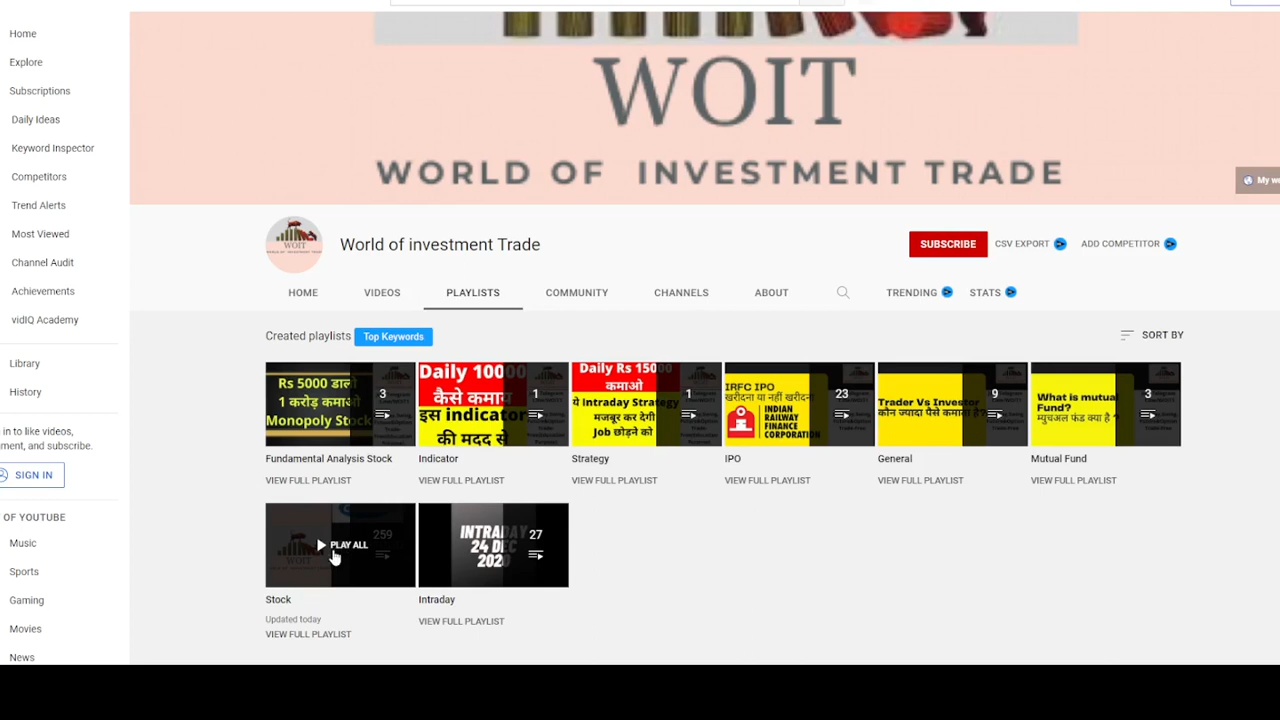 WOIT
WORLD OF INVESTMENT TRADE
My we
Home
Explore
Subscriptions
Daily Ideas
Keyword Inspector
Competitors
Trend Alerts
Most Viewed
Channel Audit
Achievements
vidIQ Academy
Library
History
in to like videos,
ment, and subscribe.
SIGN IN
OF YOUTUBE
Music
Sports
Gaming
Movies
News
WOIT
World of investment Trade
SUBSCRIBE
CSV EXPORT
ADD COMPETITOR
HOME VIDEOS PLAYLISTS COMMUNITY CHANNELS ABOUT TRENDING STATS
Created playlists Top Keywords
SORT BY
Rs 5000 डालो
1 करोड़ कमाओ
Monopoly Stock
3
Fundamental Analysis Stock
VIEW FULL PLAYLIST
Daily 10000
कैसे कमाय
इस indicator
की मदद से
1
Indicator
VIEW FULL PLAYLIST
Daily Rs 15000
कमाओ
ये Intraday Strategy
मजबूर कर देगी
Job छोड़ने को
1
Strategy
VIEW FULL PLAYLIST
IRFC IPO
खरीदना या नहीं खरीदना
INDIAN
RAILWAY
FINANCE
CORPORATION
23
IPO
VIEW FULL PLAYLIST
Trader Vs Investor
कौन ज्यादा पैसे कमाता है?
9
General
VIEW FULL PLAYLIST
What is mutual
Fund?
म्युचअल फंड क्या है ?
3
Mutual Fund
VIEW FULL PLAYLIST
259
PLAY ALL
Stock
Updated today
VIEW FULL PLAYLIST
INTRADAY
24 DEC
2020
27
Intraday
VIEW FULL PLAYLIST